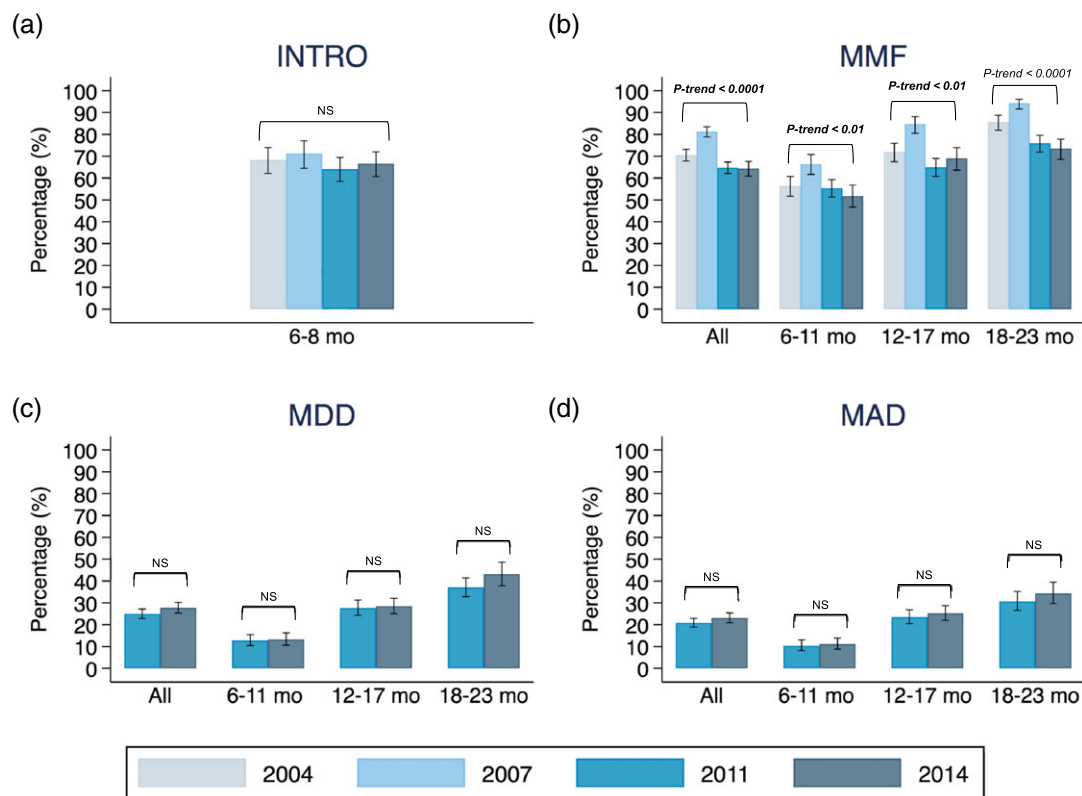 (a)
INTRO
Percentage (%)
100
90
80
70
60
50
40
30
20
10
0
NS
6-8 mo
(b)
MMF
Percentage (%)
100
90
80
70
60
50
40
30
20
10
0
P-trend < 0.0001
P-trend < 0.01
P-trend < 0.01
P-trend < 0.0001
All 6-11 mo 12-17 mo 18-23 mo
(c)
MDD
Percentage (%)
100
90
80
70
60
50
40
30
20
10
0
NS
NS
NS
NS
All 6-11 mo 12-17 mo 18-23 mo
(d)
MAD
Percentage (%)
100
90
80
70
60
50
40
30
20
10
0
NS
NS
NS
NS
All 6-11 mo 12-17 mo 18-23 mo
2004 2007 2011 2014